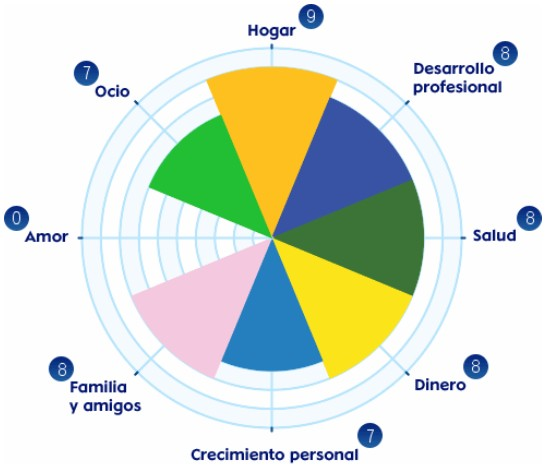 Hogar
9
8
Desarrollo
profesional
7
Ocio
0
Amor
8
Salud
8
Familia
y amigos
8
Dinero
7
Crecimiento personal